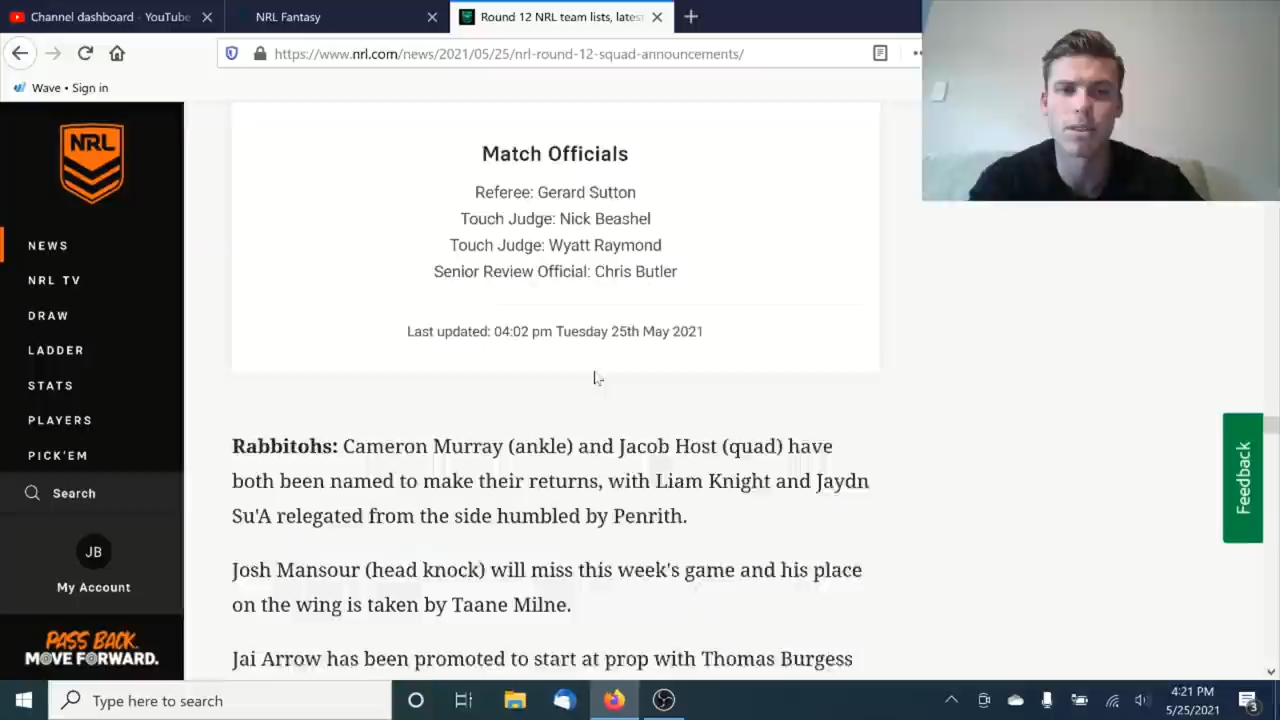 Channel dashboard - YouTube
NRL Fantasy
Round 12 NRL team lists, lates
https://www.nrl.com/news/2021/05/25/nrl-round-12-squad-announcements/
Wave • Sign in
NRL
NEWS
NRL TV
DRAW
LADDER
STATS
PLAYERS
PICK'EM
Search
JB
My Account
PASS BACK.
MOVE FORWARD.
Match Officials
Referee: Gerard Sutton
Touch Judge: Nick Beashel
Touch Judge: Wyatt Raymond
Senior Review Official: Chris Butler
Last updated: 04:02 pm Tuesday 25th May 2021
Rabbitohs: Cameron Murray (ankle) and Jacob Host (quad) have
both been named to make their returns, with Liam Knight and Jaydn
Su'A relegated from the side humbled by Penrith.
Josh Mansour (head knock) will miss this week's game and his place
on the wing is taken by Taane Milne.
Jai Arrow has been promoted to start at prop with Thomas Burgess
Feedback
Type here to search
4:21 PM
5/25/2021
3